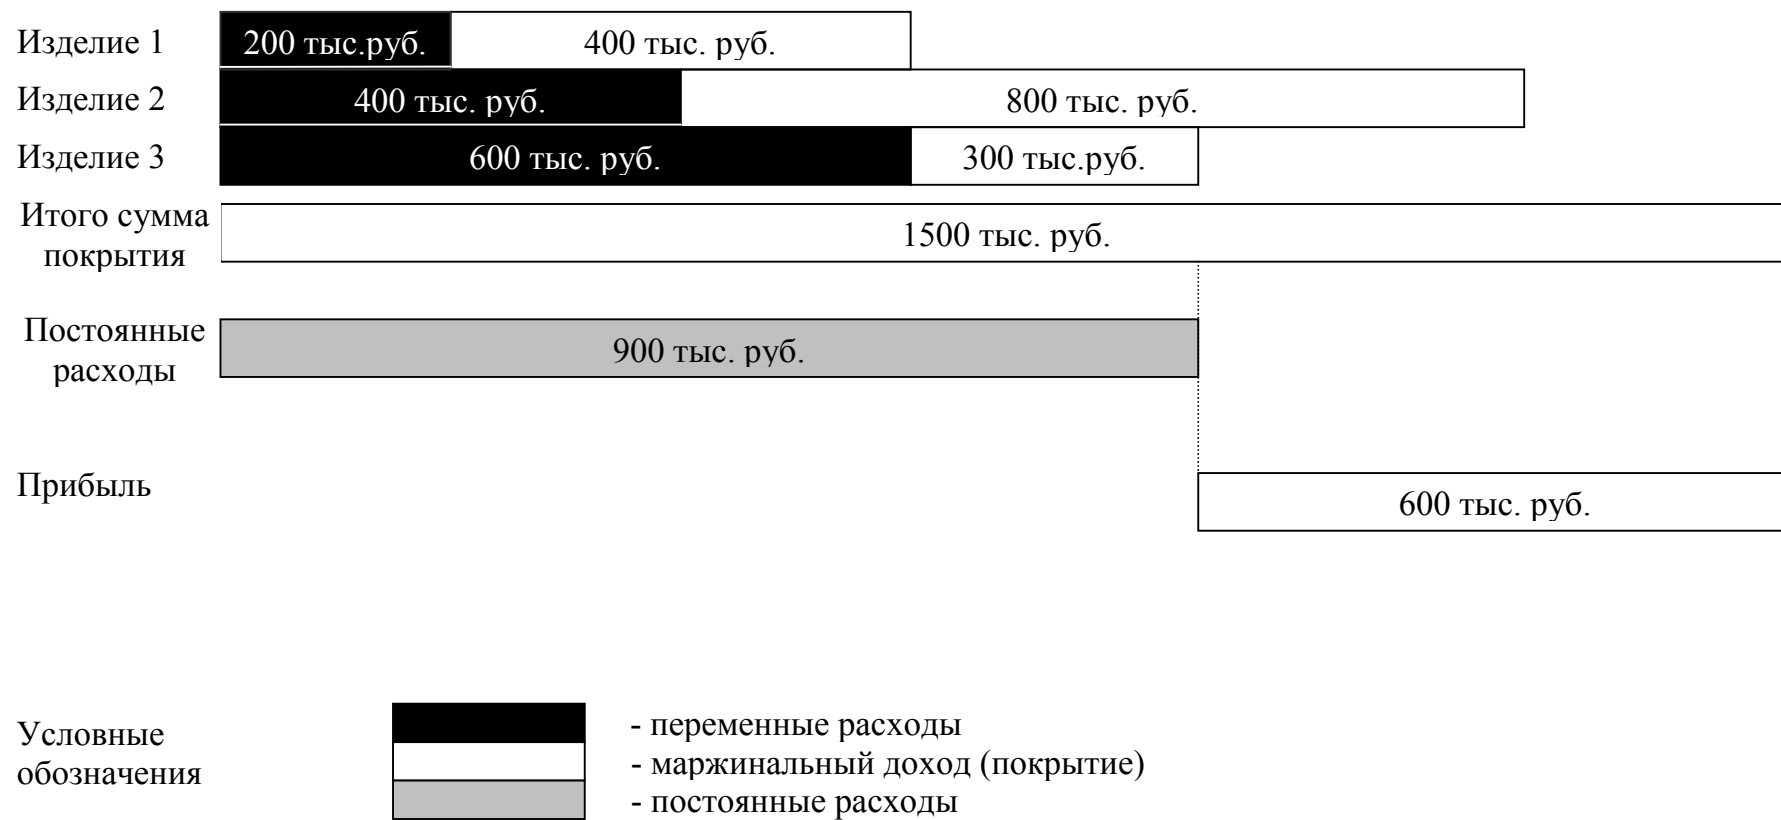 Изделие 1 200 тыс.руб. 400 тыс. руб.
Изделие 2 400 тыс. руб. 800 тыс. руб.
Изделие 3 600 тыс. руб. 300 тыс.руб.
Итого сумма
покрытия
1500 тыс. руб.
Постоянные
расходы
900 тыс. руб.
Прибыль
600 тыс. руб.
Условные
обозначения
- переменные расходы
- маржинальный доход (покрытие)
- постоянные расходы